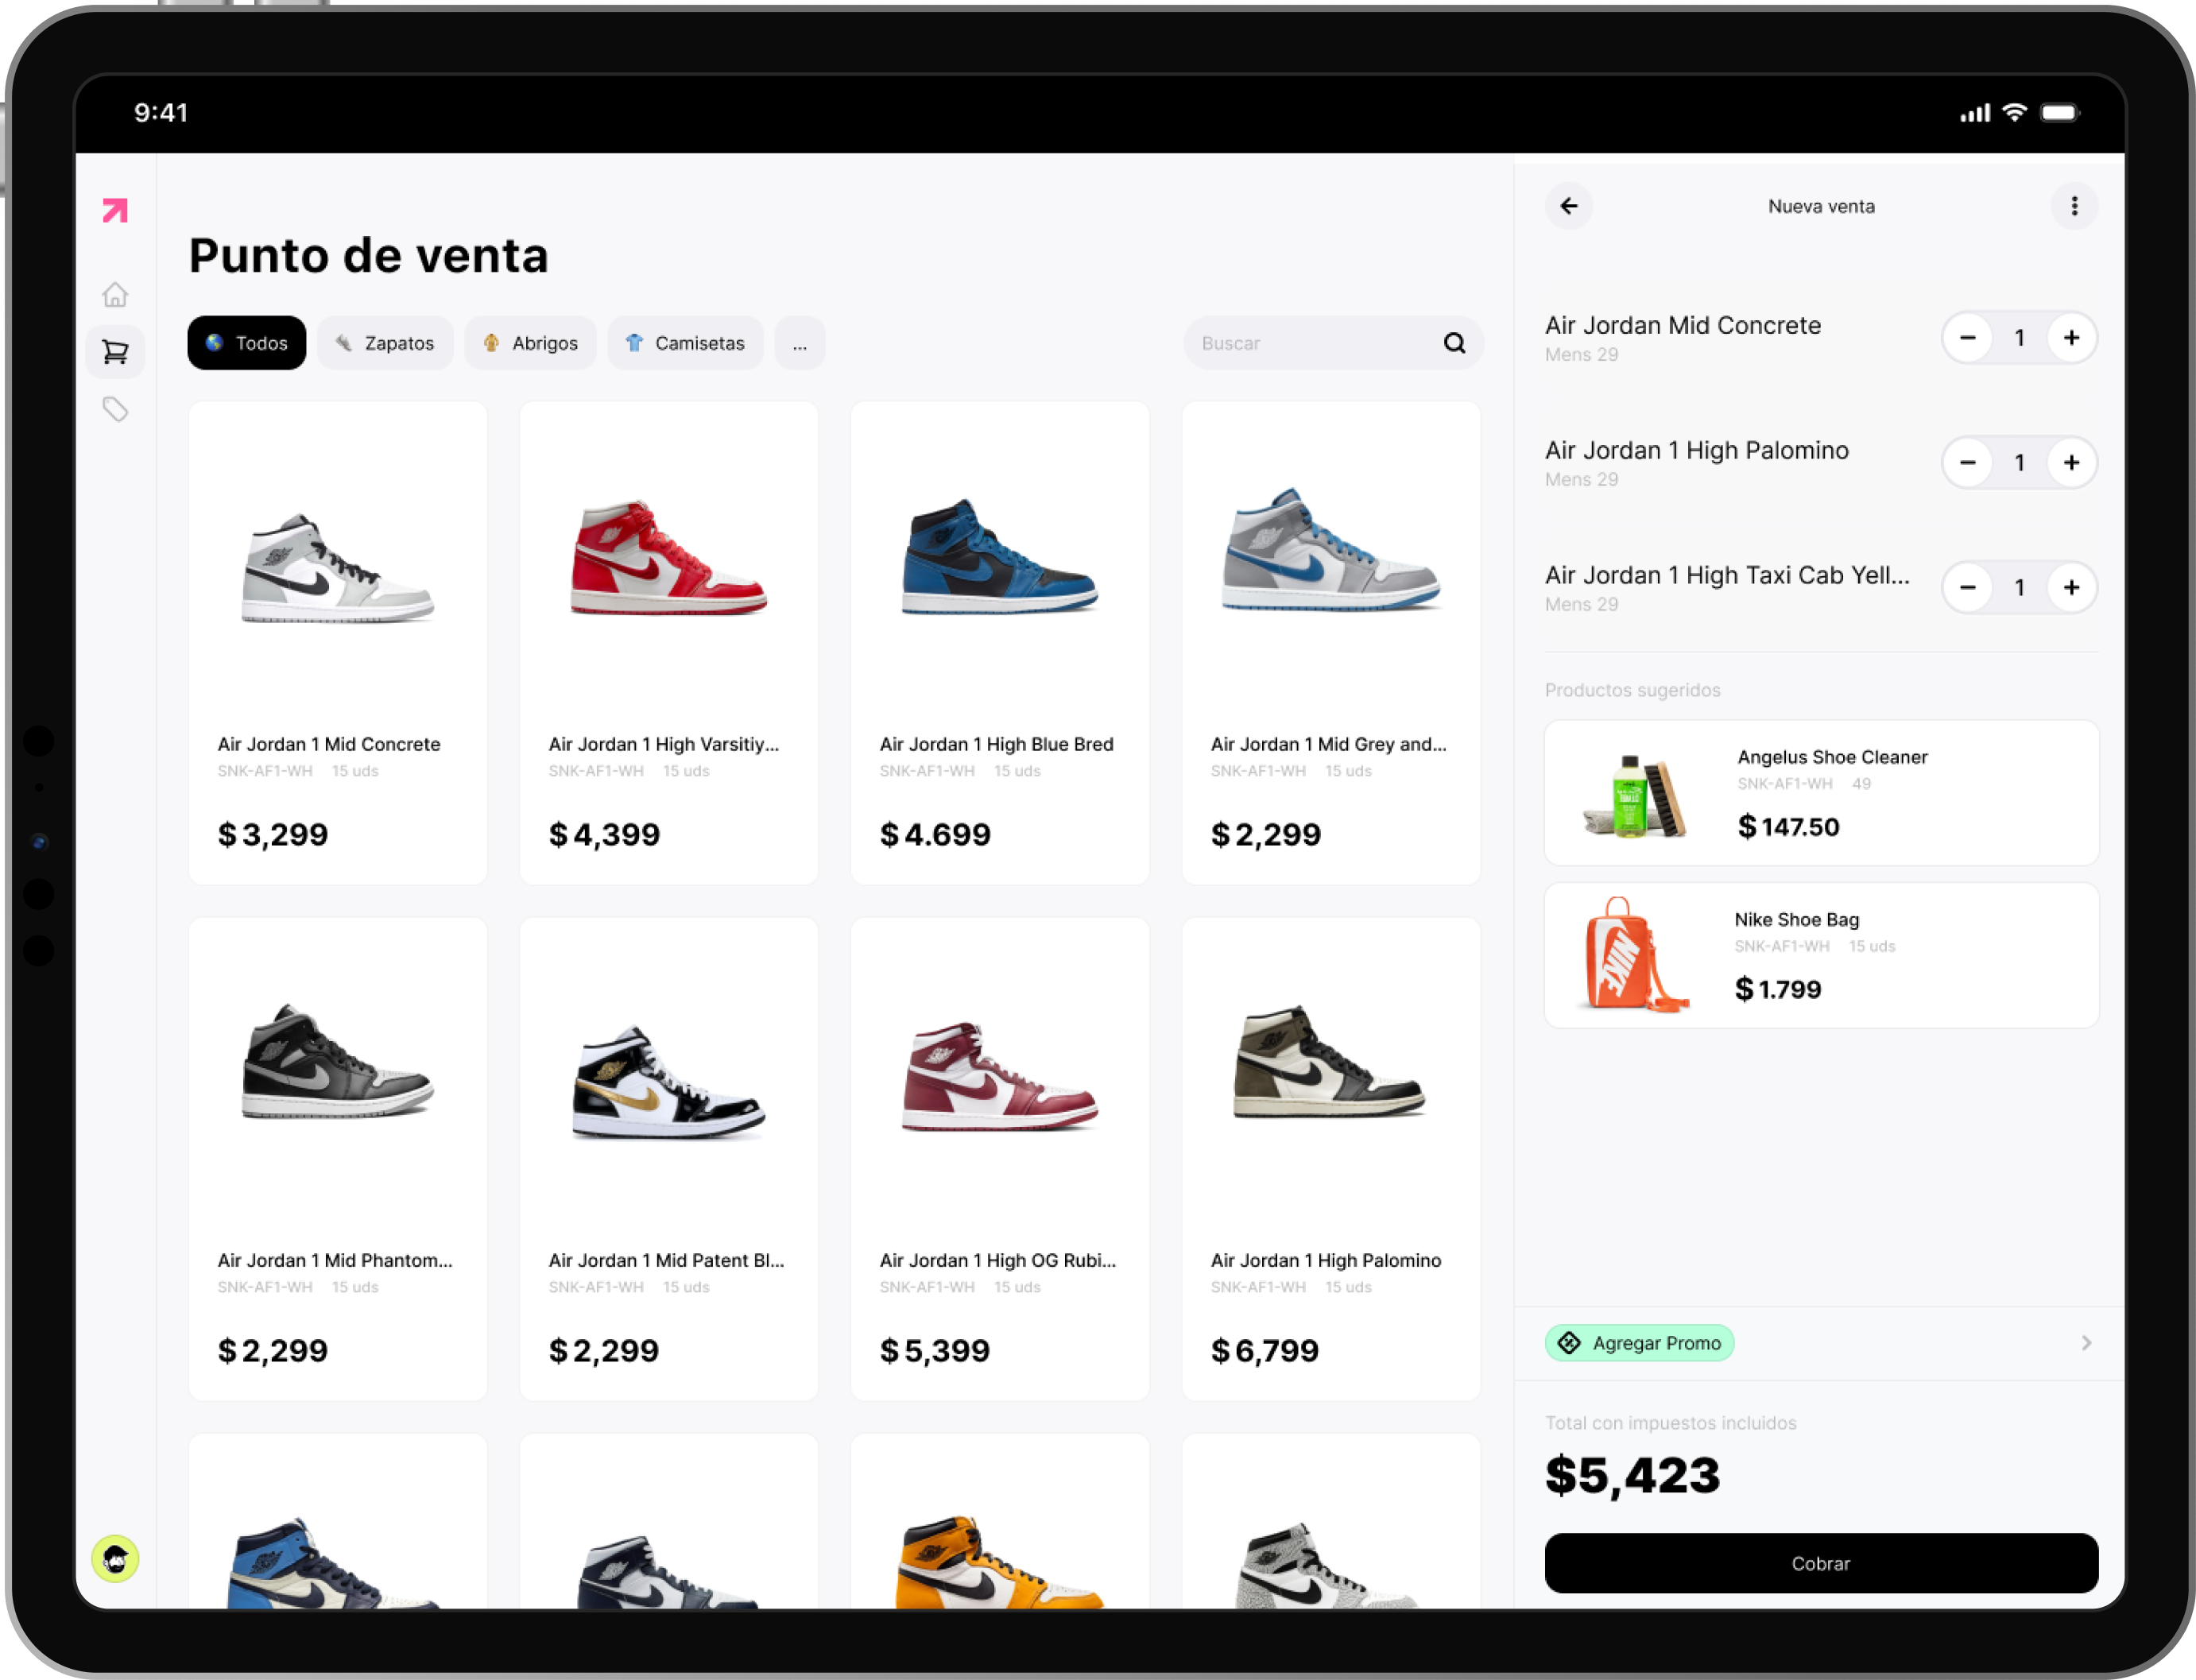 9:41
Punto de venta
Todos
Zapatos
Abrigos
Camisetas
...
Buscar
Air Jordan 1 Mid Concrete
SNK-AF1-WH 15 uds
$ 3,299
Air Jordan 1 High Varsitiy...
SNK-AF1-WH 15 uds
$ 4,399
Air Jordan 1 High Blue Bred
SNK-AF1-WH 15 uds
$ 4.699
Air Jordan 1 Mid Grey and...
SNK-AF1-WH 15 uds
$ 2,299
Air Jordan 1 Mid Phantom...
SNK-AF1-WH 15 uds
$ 2,299
Air Jordan 1 Mid Patent Bl...
SNK-AF1-WH 15 uds
$ 2,299
Air Jordan 1 High OG Rubi...
SNK-AF1-WH 15 uds
$ 5,399
Air Jordan 1 High Palomino
SNK-AF1-WH 15 uds
$ 6,799
Nueva venta
Air Jordan Mid Concrete
Mens 29
1
Air Jordan 1 High Palomino
Mens 29
1
Air Jordan 1 High Taxi Cab Yell...
Mens 29
1
Productos sugeridos
Angelus Shoe Cleaner
SNK-AF1-WH 49
$ 147.50
NIKE
Nike Shoe Bag
SNK-AF1-WH 15 uds
$ 1.799
Agregar Promo
Total con impuestos incluidos
$5,423
Cobrar